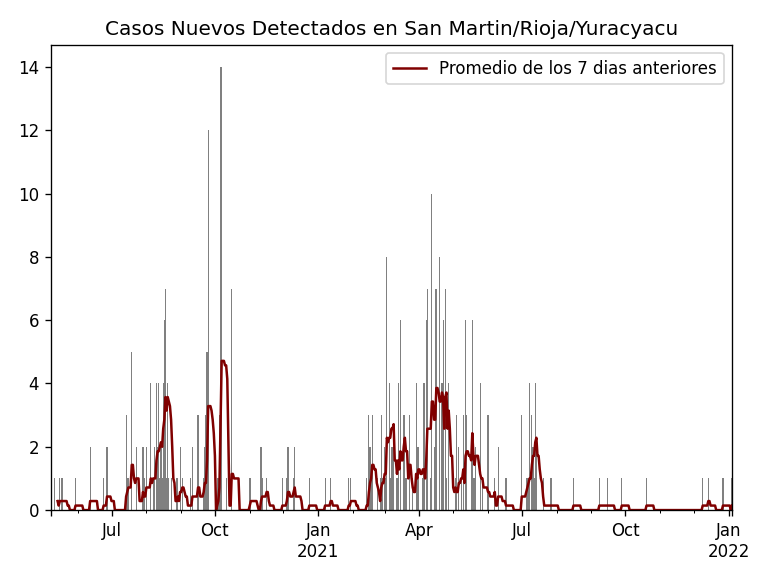 Casos Nuevos Detectados en San Martin/Rioja/Yuracyacu
Promedio de los 7 dias anteriores
14
12
10
8
6
4
2
0
Jul
Oct
Jan
2021
Apr
Jul
Oct
Jan
2022